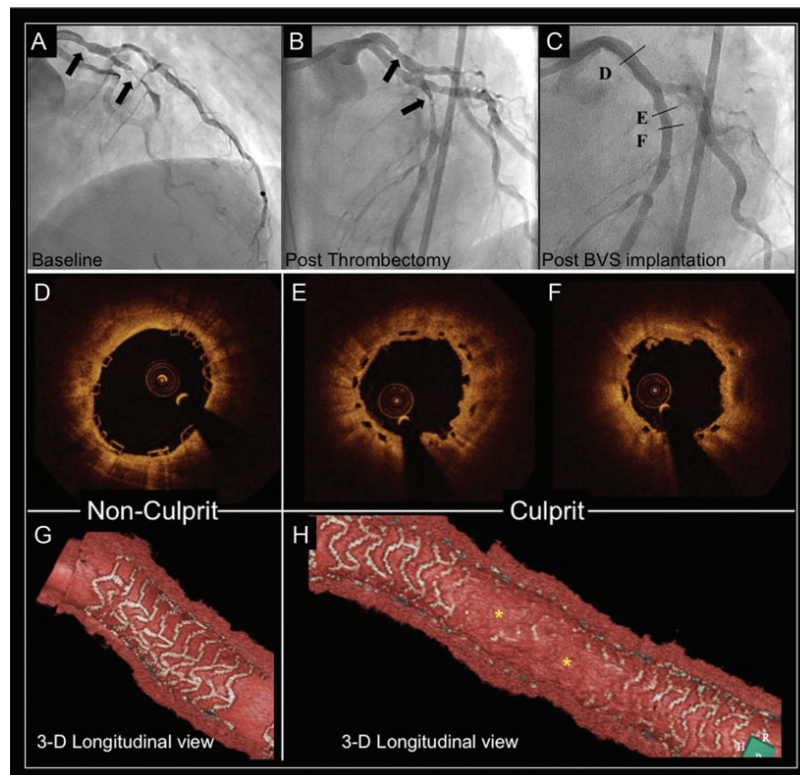 A
B
C
D
E
F
Baseline
Post Thrombectomy
Post BVS implantation
D
E
F
Non-Culprit
Culprit
G
H
3-D Longitudinal view
3-D Longitudinal view
R
H